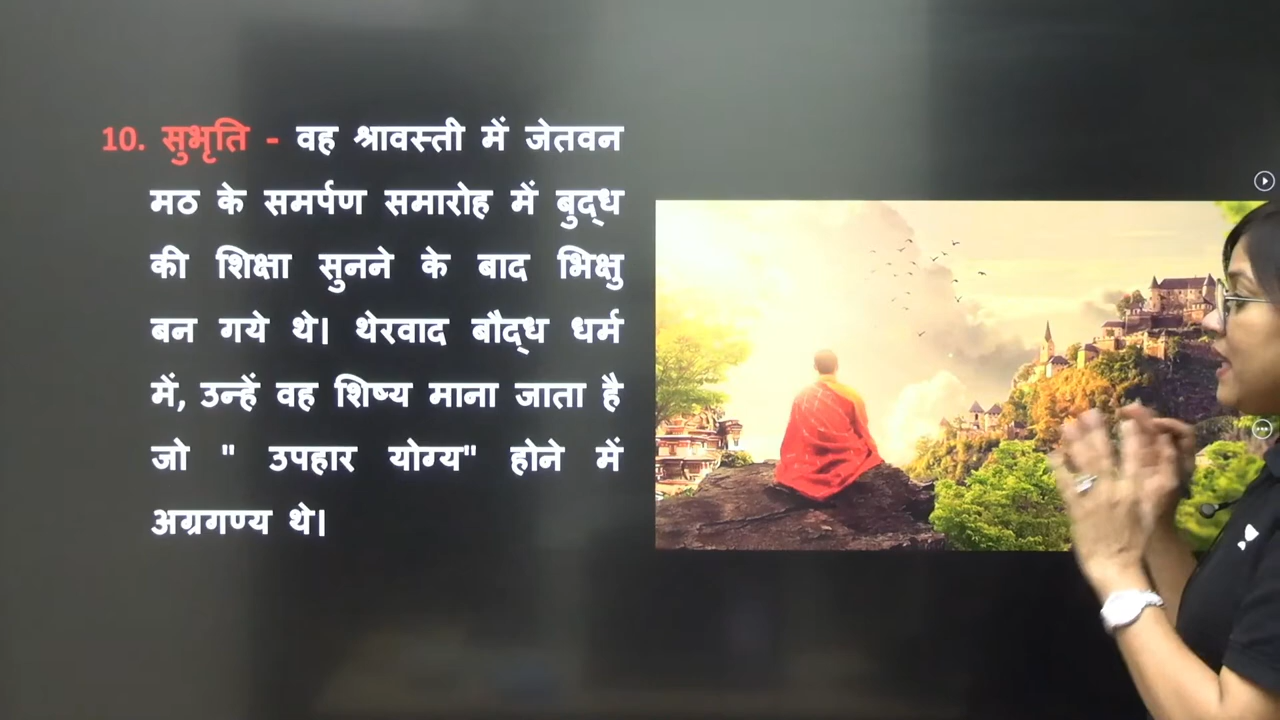 10. सुभृति - वह श्रावस्ती में जेतवन
मठ के समर्पण समारोह में बुद्ध
की शिक्षा सुनने के बाद भिक्षु
बन गये थे। थेरवाद बौद्ध धर्म
में, उन्हें वह शिष्य माना जाता है
जो " उपहार योग्य" होने में
अग्रगण्य थे।